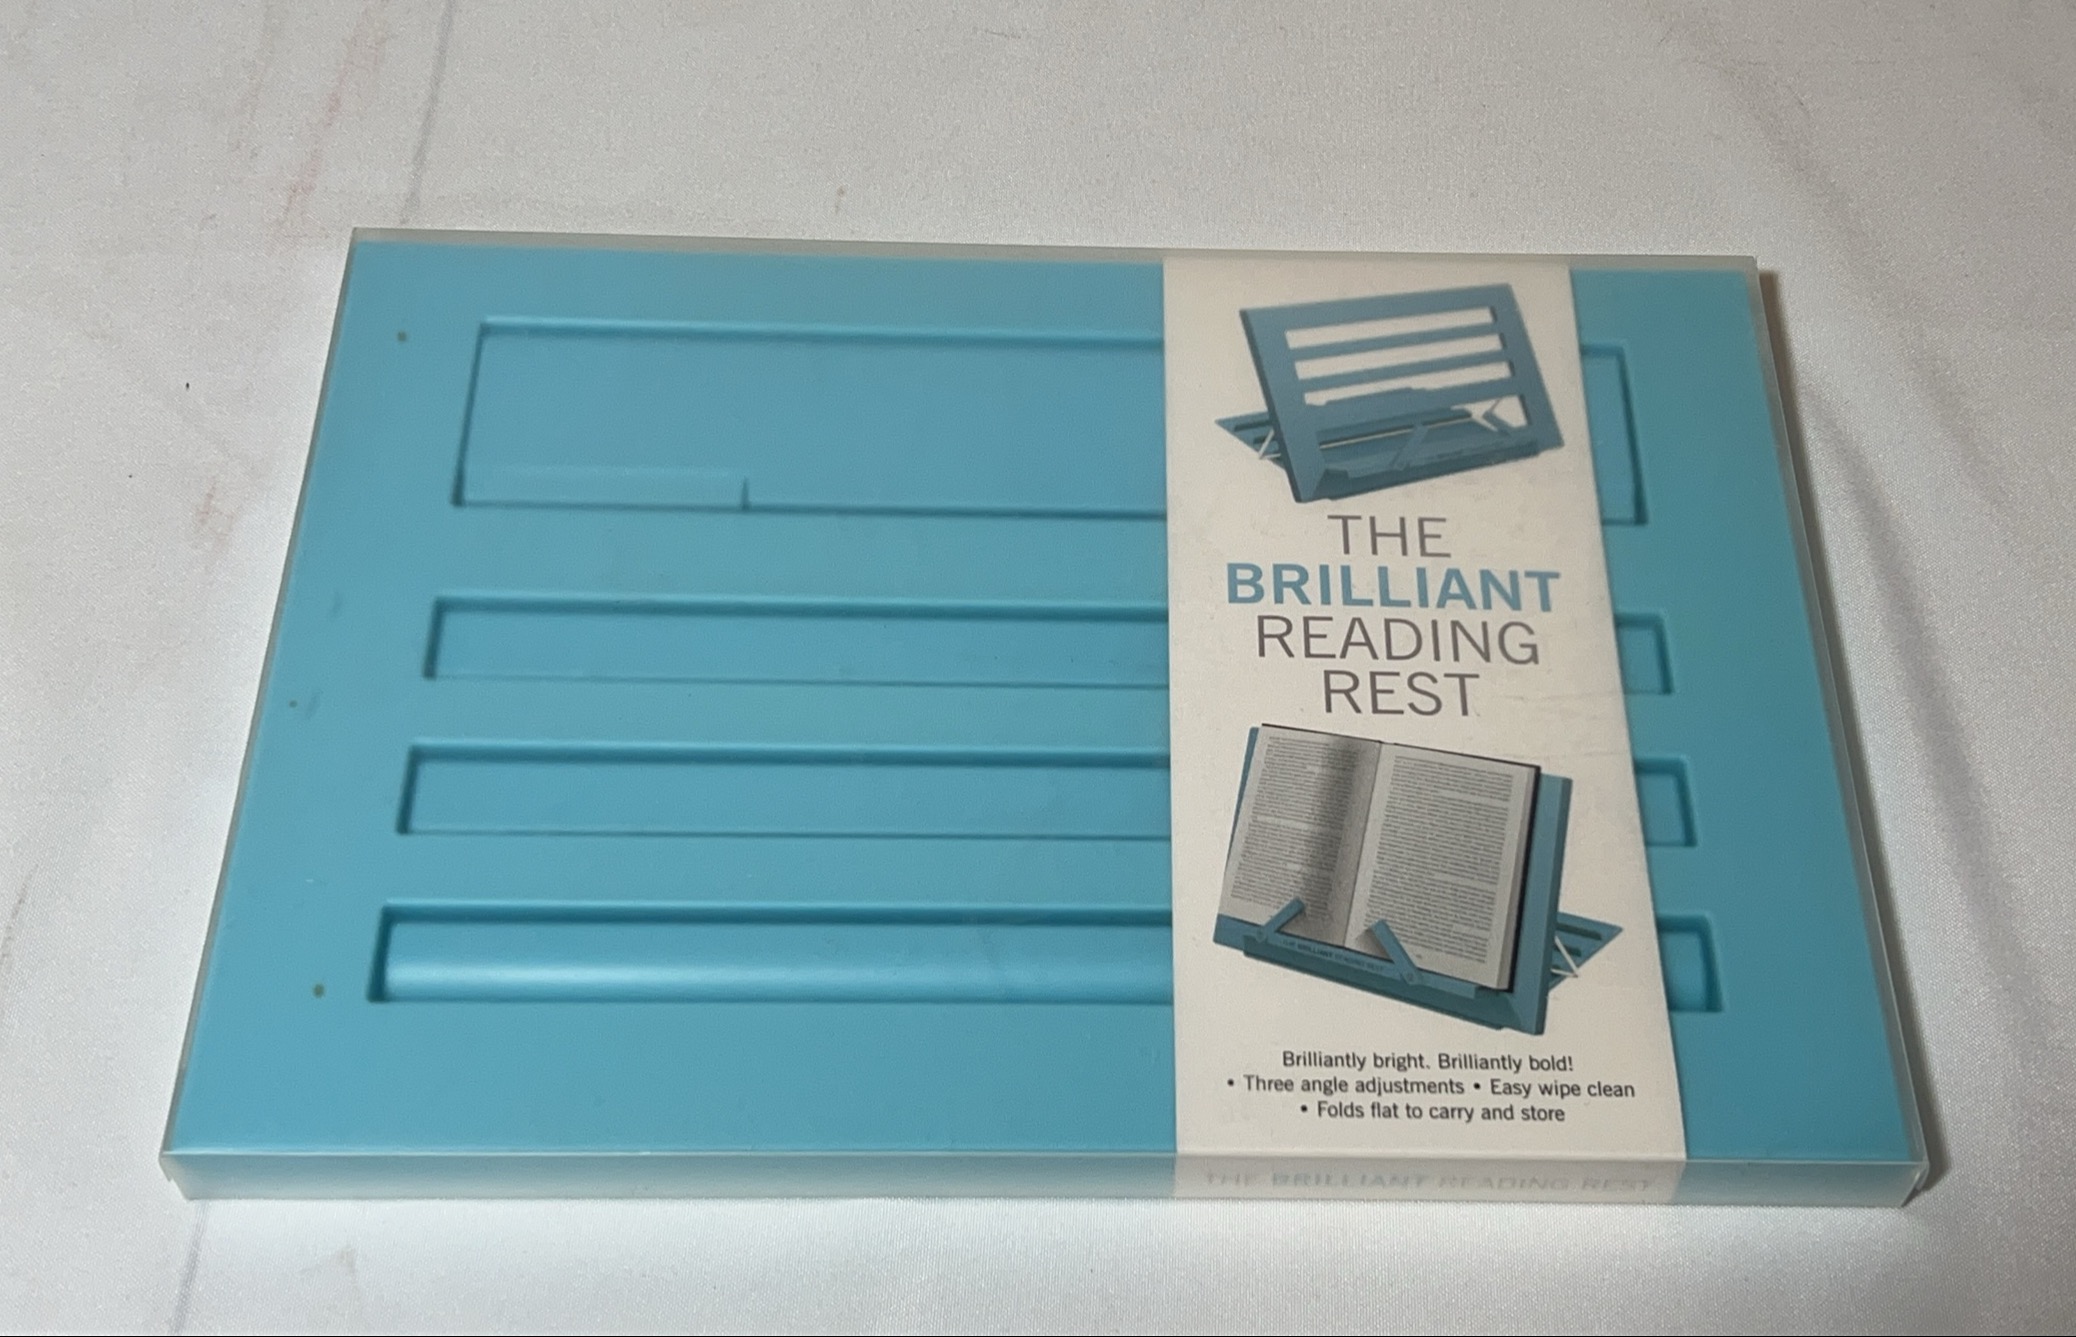 THE
BRILLIANT
READING
REST
Brilliantly bright. Brilliantly bold!
• Three angle adjustments • Easy wipe clean
• Folds flat to carry and store
THE BRILLIANT READING REST